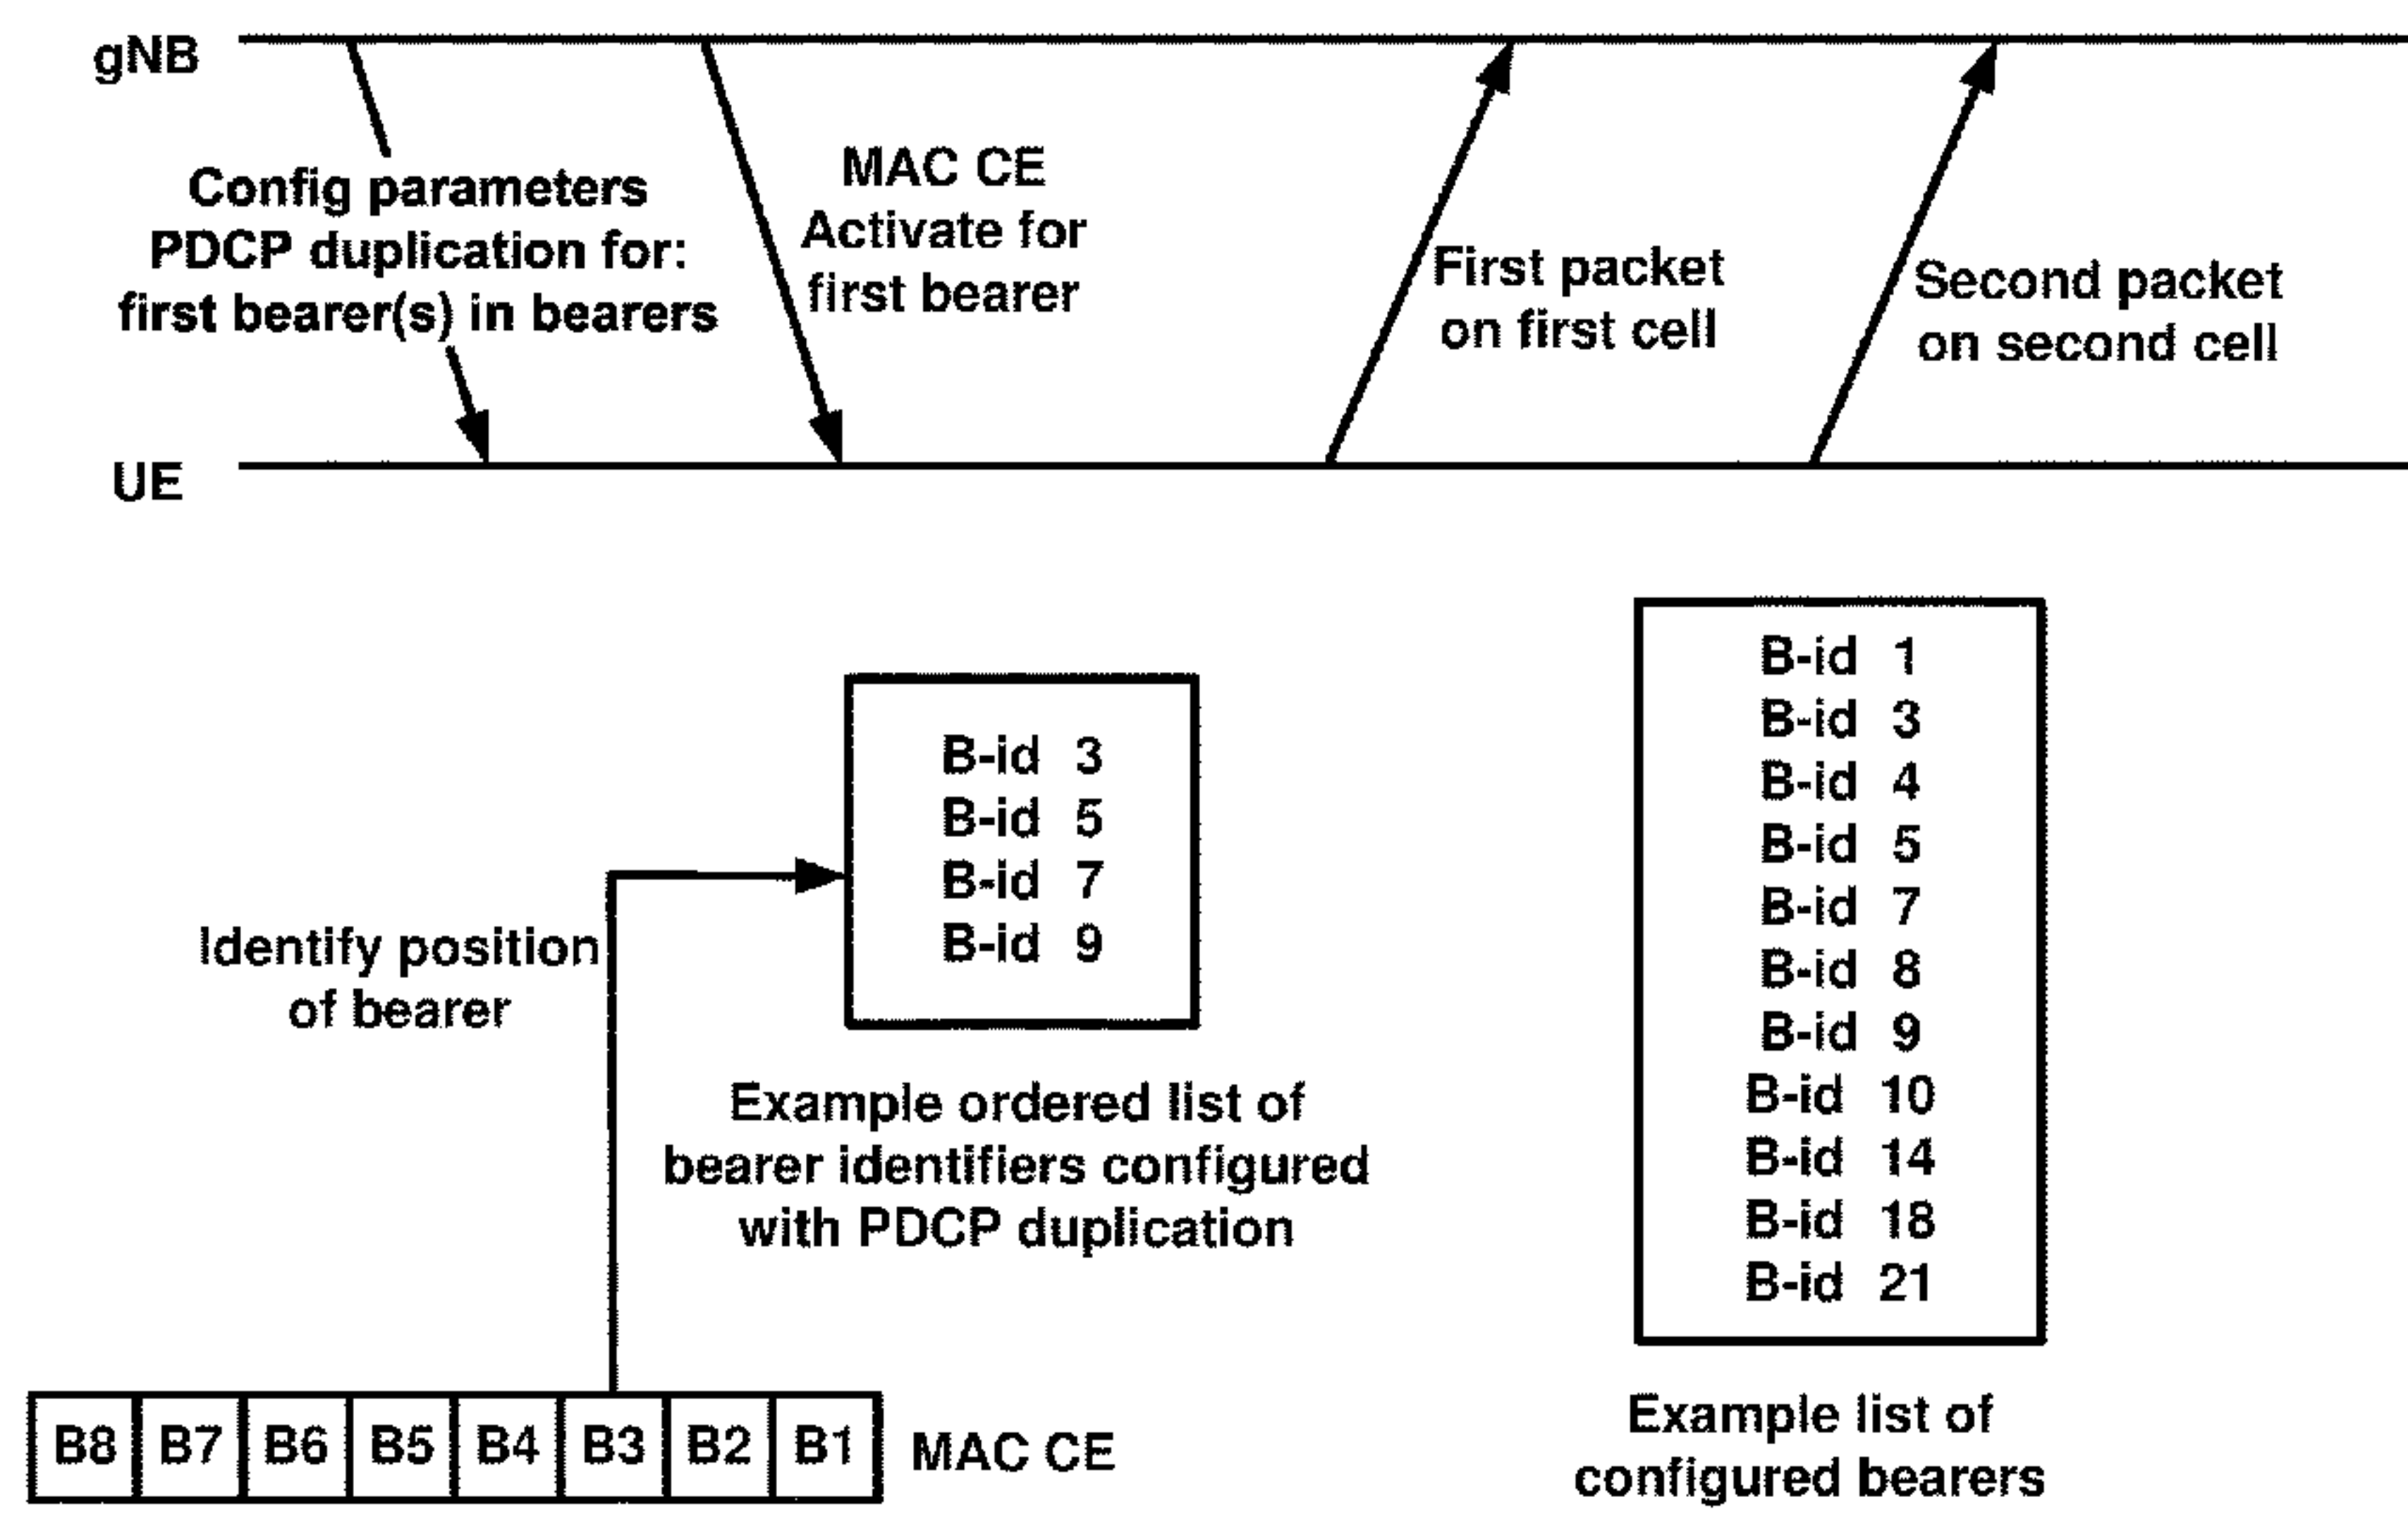 gNB
Config parameters
PDCP duplication for:
first bearer(s) in bearers
MAC CE
Activate for
first bearer
First packet
on first cell
Second packet
on second cell
UE
B-id 3
B-id 5
B-id 7
B-id 9
Identify position
of bearer
Example ordered list of
bearer identifiers configured
with PDCP duplication
B8 B7 B6 B5 B4 B3 B2 B1 MAC CE
B-id 1
B-id 3
B-id 4
B-id 5
B-id 7
B-id 8
B-id 9
B-id 10
B-id 14
B-id 18
B-id 21
Example list of
configured bearers